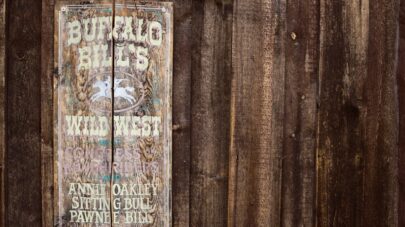 BUFFALO
BILL'S
WILD WEST
ANNIE OAKLEY
SITTING BULL
PAWNEE BILL